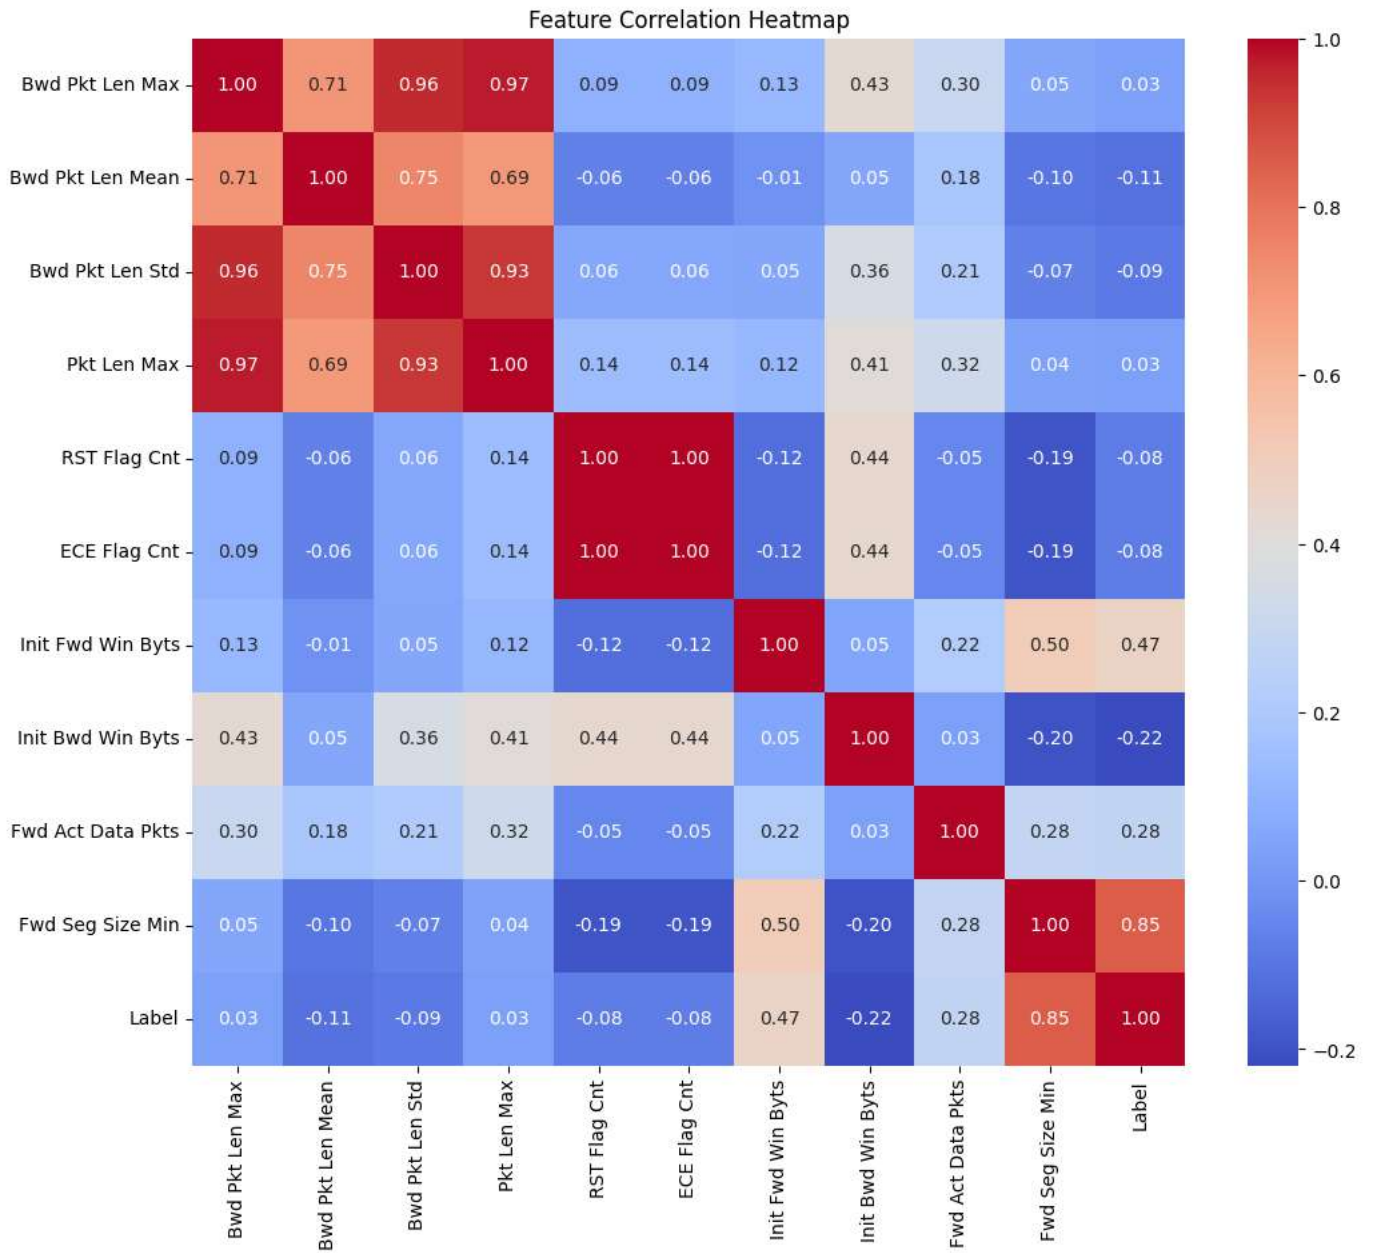 Feature Correlation Heatmap
Bwd Pkt Len Max 1.00 0.71 0.96 0.97 0.09 0.09 0.13 0.43 0.30 0.05 0.03
Bwd Pkt Len Mean 0.71 1.00 0.75 0.69 -0.06 -0.06 -0.01 0.05 0.18 -0.10 -0.11
Bwd Pkt Len Std 0.96 0.75 1.00 0.93 0.06 0.06 0.05 0.36 0.21 -0.07 -0.09
Pkt Len Max 0.97 0.69 0.93 1.00 0.14 0.14 0.12 0.41 0.32 0.04 0.03
RST Flag Cnt 0.09 -0.06 0.06 0.14 1.00 1.00 -0.12 0.44 -0.05 -0.19 -0.08
ECE Flag Cnt 0.09 -0.06 0.06 0.14 1.00 1.00 -0.12 0.44 -0.05 -0.19 -0.08
Init Fwd Win Byts 0.13 -0.01 0.05 0.12 -0.12 -0.12 1.00 0.05 0.22 0.50 0.47
Init Bwd Win Byts 0.43 0.05 0.36 0.41 0.44 0.44 0.05 1.00 0.03 -0.20 -0.22
Fwd Act Data Pkts 0.30 0.18 0.21 0.32 -0.05 -0.05 0.22 0.03 1.00 0.28 0.28
Fwd Seg Size Min 0.05 -0.10 -0.07 0.04 -0.19 -0.19 0.50 -0.20 0.28 1.00 0.85
Label 0.03 -0.11 -0.09 0.03 -0.08 -0.08 0.47 -0.22 0.28 0.85 1.00
Bwd Pkt Len Max
Bwd Pkt Len Mean
Bwd Pkt Len Std
Pkt Len Max
RST Flag Cnt
ECE Flag Cnt
Init Fwd Win Byts
Init Bwd Win Byts
Fwd Act Data Pkts
Fwd Seg Size Min
Label
1.0
0.8
0.6
0.4
0.2
0.0
−0.2